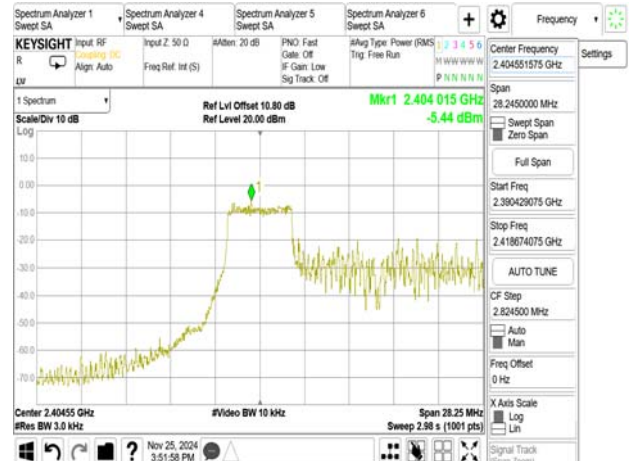 Spectrum Analyzer 1
Swept SA
Spectrum Analyzer 4
Swept SA
Spectrum Analyzer 5
Swept SA
Spectrum Analyzer 6
Swept SA
+
Frequency
KEYSIGHT
R
Input: RF
Coupling: DC
Align: Auto
Input Z: 50 Ω
Freq Ref: Int (S)
#Atten: 20 dB
PNO: Fast
Gate: Off
IF Gain: Low
Sig Track: Off
#Avg Type: Power (RMS
Trig: Free Run
1 2 3 4 5 6
M W W W W W
P N N N N N
1 Spectrum
Scale/Div 10 dB
Log
Ref Lvl Offset 10.80 dB
Ref Level 20.00 dBm
Mkr1 2.404 015 GHz
-5.44 dBm
1
10.0
0.00
-10.0
-20.0
-30.0
-40.0
-50.0
-60.0
-70.0
Center 2.40455 GHz
#Res BW 3.0 kHz
#Video BW 10 kHz
Span 28.25 MHz
Sweep 2.98 s (1001 pts)
Nov 25, 2024
3:51:58 PM
Settings
Center Frequency
2.404551575 GHz
Span
28.2450000 MHz
Swept Span
Zero Span
Full Span
Start Freq
2.390429075 GHz
Stop Freq
2.418674075 GHz
AUTO TUNE
CF Step
2.824500 MHz
Auto
Man
Freq Offset
0 Hz
X Axis Scale
Log
Lin
Signal Track